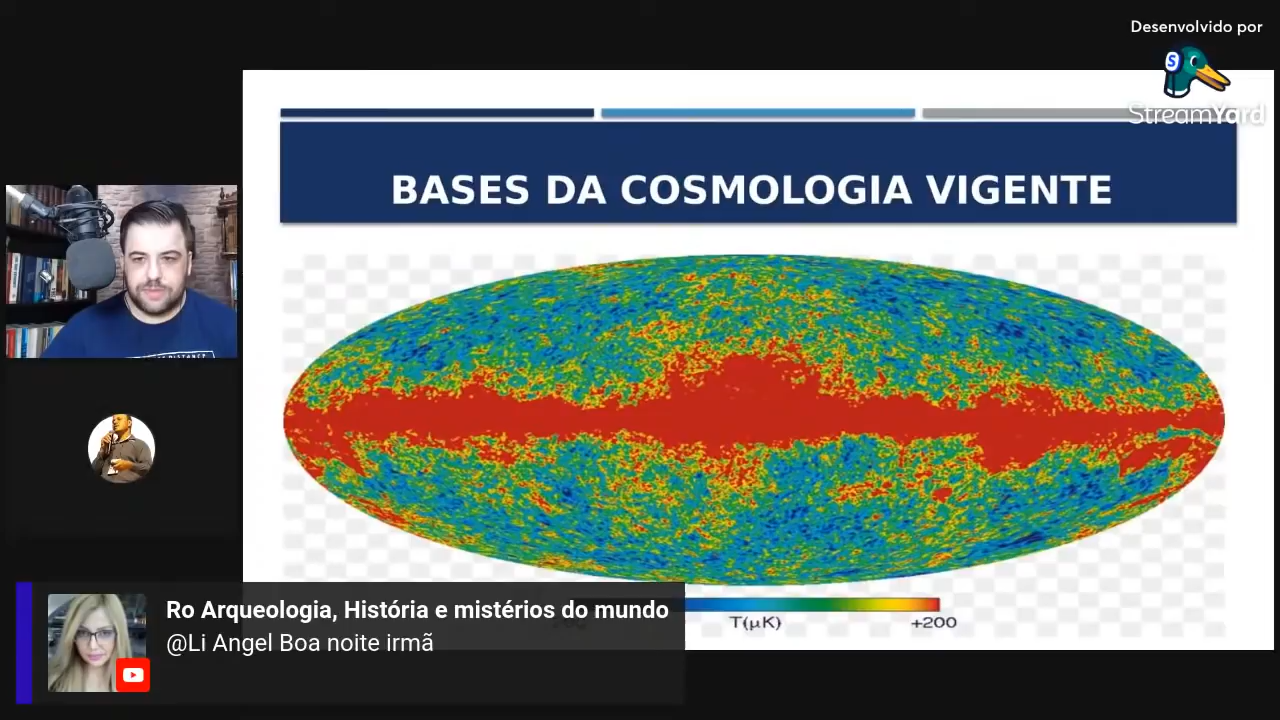 Desenvolvido por
StreamYard
BASES DA COSMOLOGIA VIGENTE
T(μK)
+200
Ro Arqueologia, História e mistérios do mundo
@Li Angel Boa noite irmã